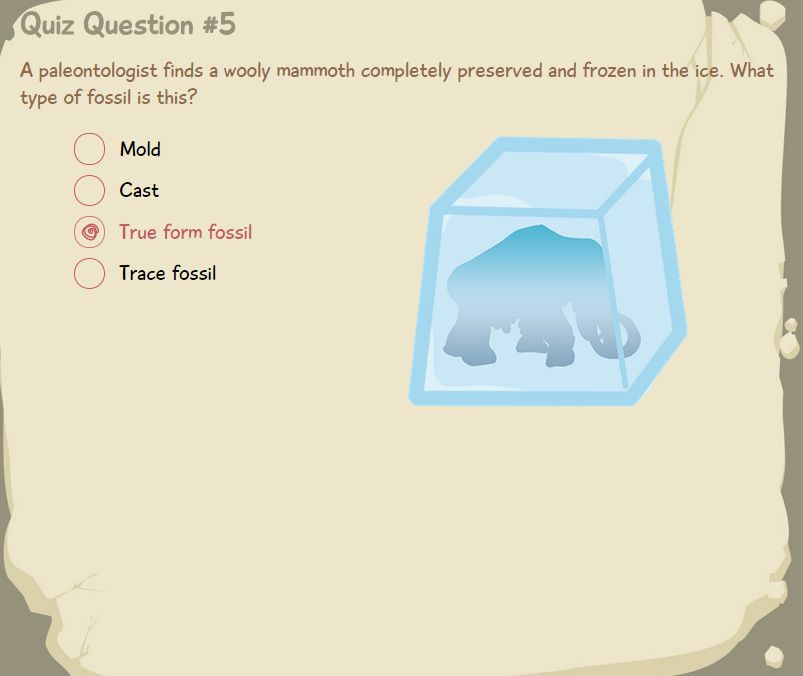 Quiz Question #5
A paleontologist finds a wooly mammoth completely preserved and frozen in the ice. What
type of fossil is this?
Mold
Cast
True form fossil
Trace fossil